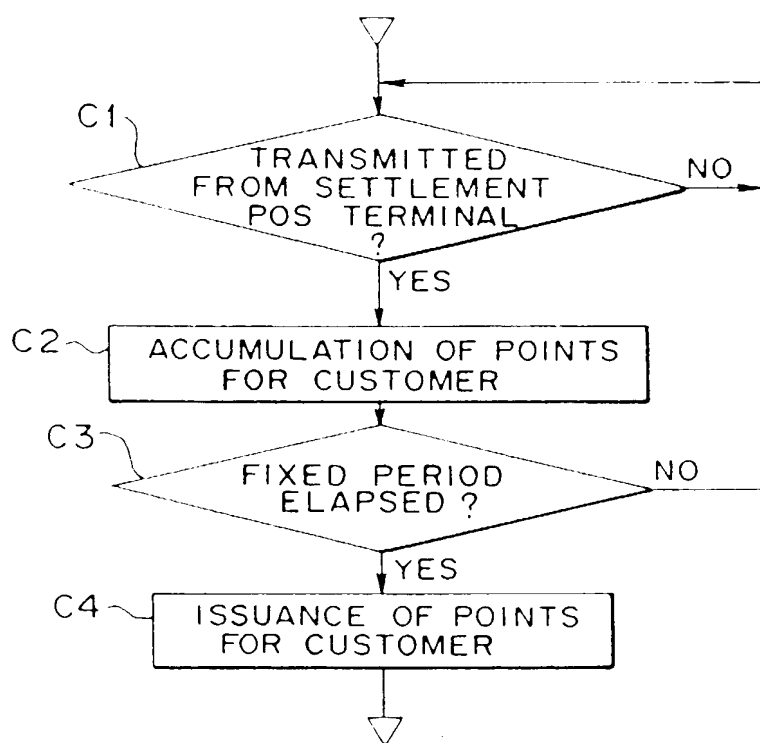 C1
TRANSMITTED
FROM SETTLEMENT
POS TERMINAL
?
NO
YES
C2
ACCUMULATION OF POINTS
FOR CUSTOMER
C3
FIXED PERIOD
ELAPSED ?
NO
YES
C4
ISSUANCE OF POINTS
FOR CUSTOMER